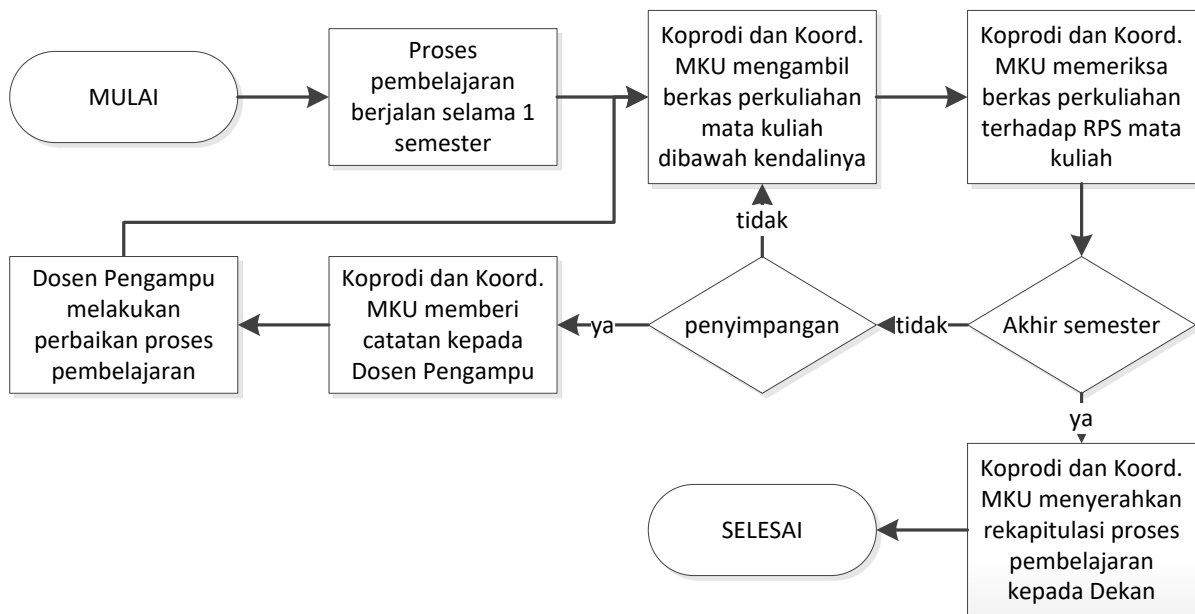 MULAI
Proses
pembelajaran
berjalan selama 1
semester
Koprodi dan Koord.
MKU mengambil
berkas perkuliahan
mata kuliah
dibawah kendalinya
Koprodi dan Koord.
MKU memeriksa
berkas perkuliahan
terhadap RPS mata
kuliah
tidak
Dosen Pengampu
melakukan
perbaikan proses
pembelajaran
Koprodi dan Koord.
MKU memberi
catatan kepada
Dosen Pengampu
ya
penyimpangan
tidak
Akhir semester
ya
SELESAI
Koprodi dan Koord.
MKU menyerahkan
rekapitulasi proses
pembelajaran
kepada Dekan